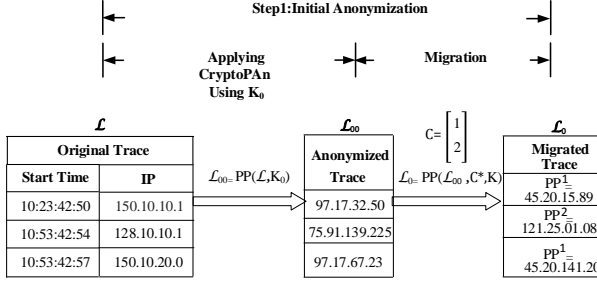 Step1:Initial Anonymization
Applying
CryptoPAn
Using K₀
Migration
ℒ
Original Trace
Start Time IP
10:23:42:50 150.10.10.1
10:53:42:54 128.10.10.1
10:53:42:57 150.10.20.0
ℒ₀₀= PP(ℒ,K₀)
ℒ₀₀
Anonymized
Trace
97.17.32.50
75.91.139.225
97.17.67.23
C= [1
2]
ℒ₀= PP(ℒ₀₀ ,C*,K)
ℒ₀
Migrated
Trace
PP¹=
45.20.15.89
PP²=
121.25.01.08
PP¹=
45.20.141.20